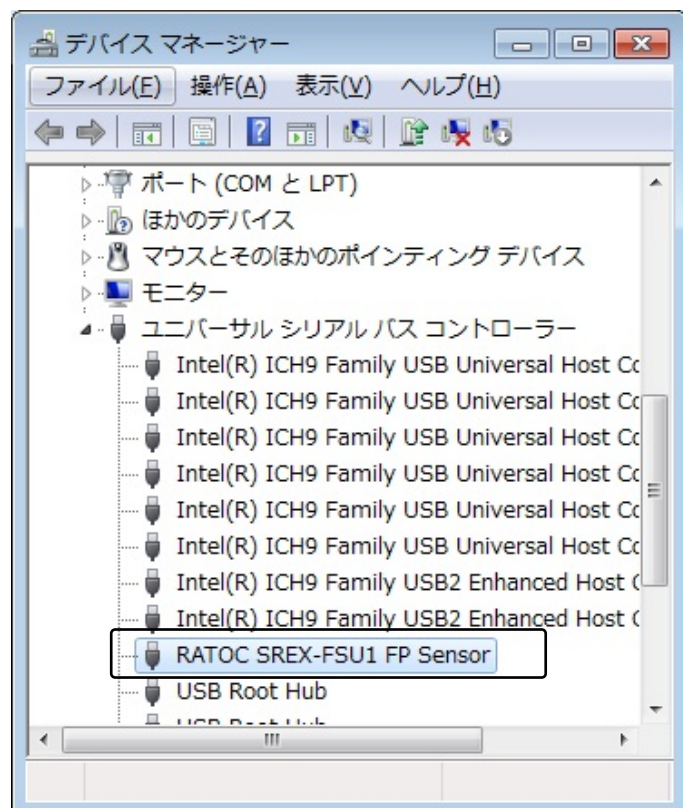 デバイス マネージャー
ファイル(F) 操作(A) 表示(V) ヘルプ(H)
ポート (COM と LPT)
ほかのデバイス
マウスとそのほかのポインティング デバイス
モニター
ユニバーサル シリアル バス コントローラー
Intel(R) ICH9 Family USB Universal Host Co
Intel(R) ICH9 Family USB Universal Host Co
Intel(R) ICH9 Family USB Universal Host Co
Intel(R) ICH9 Family USB Universal Host Co
Intel(R) ICH9 Family USB Universal Host Co
Intel(R) ICH9 Family USB Universal Host Co
Intel(R) ICH9 Family USB2 Enhanced Host
Intel(R) ICH9 Family USB2 Enhanced Host
RATOC SREX-FSU1 FP Sensor
USB Root Hub
USB Root Hub